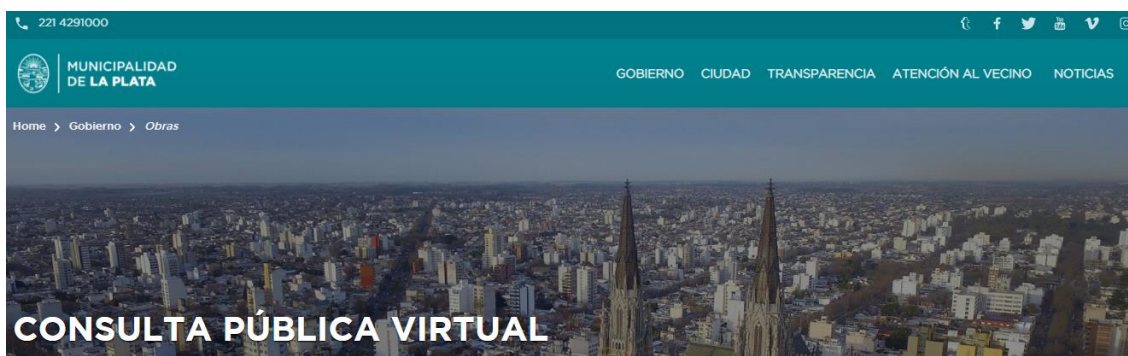 221 4291000
MUNICIPALIDAD
DE LA PLATA
GOBIERNO CIUDAD TRANSPARENCIA ATENCIÓN AL VECINO NOTICIAS
Home > Gobierno > Obras
CONSULTA PÚBLICA VIRTUAL